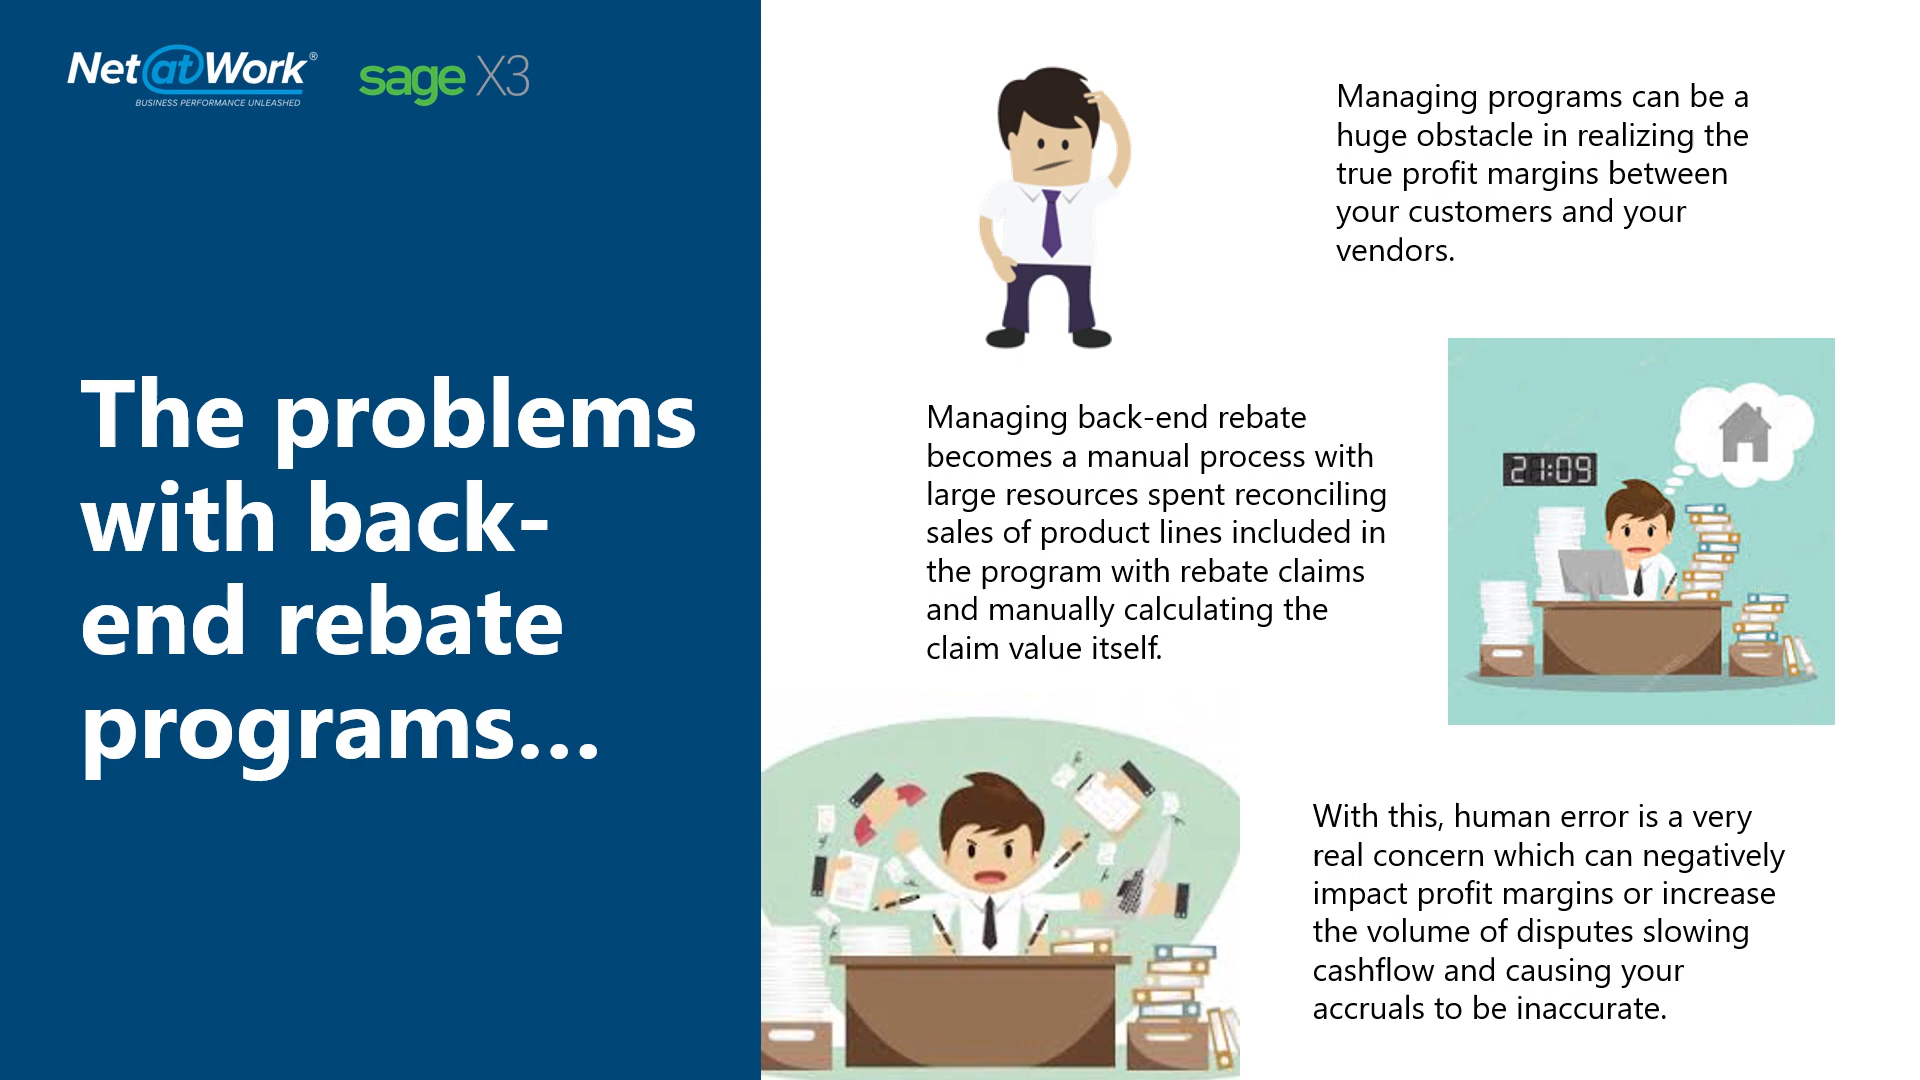 Net at Work®
BUSINESS PERFORMANCE UNLEASHED
sage X3
The problems
with back-
end rebate
programs...
Managing programs can be a
huge obstacle in realizing the
true profit margins between
your customers and your
vendors.
Managing back-end rebate
becomes a manual process with
large resources spent reconciling
sales of product lines included in
the program with rebate claims
and manually calculating the
claim value itself.
21:09
With this, human error is a very
real concern which can negatively
impact profit margins or increase
the volume of disputes slowing
cashflow and causing your
accruals to be inaccurate.